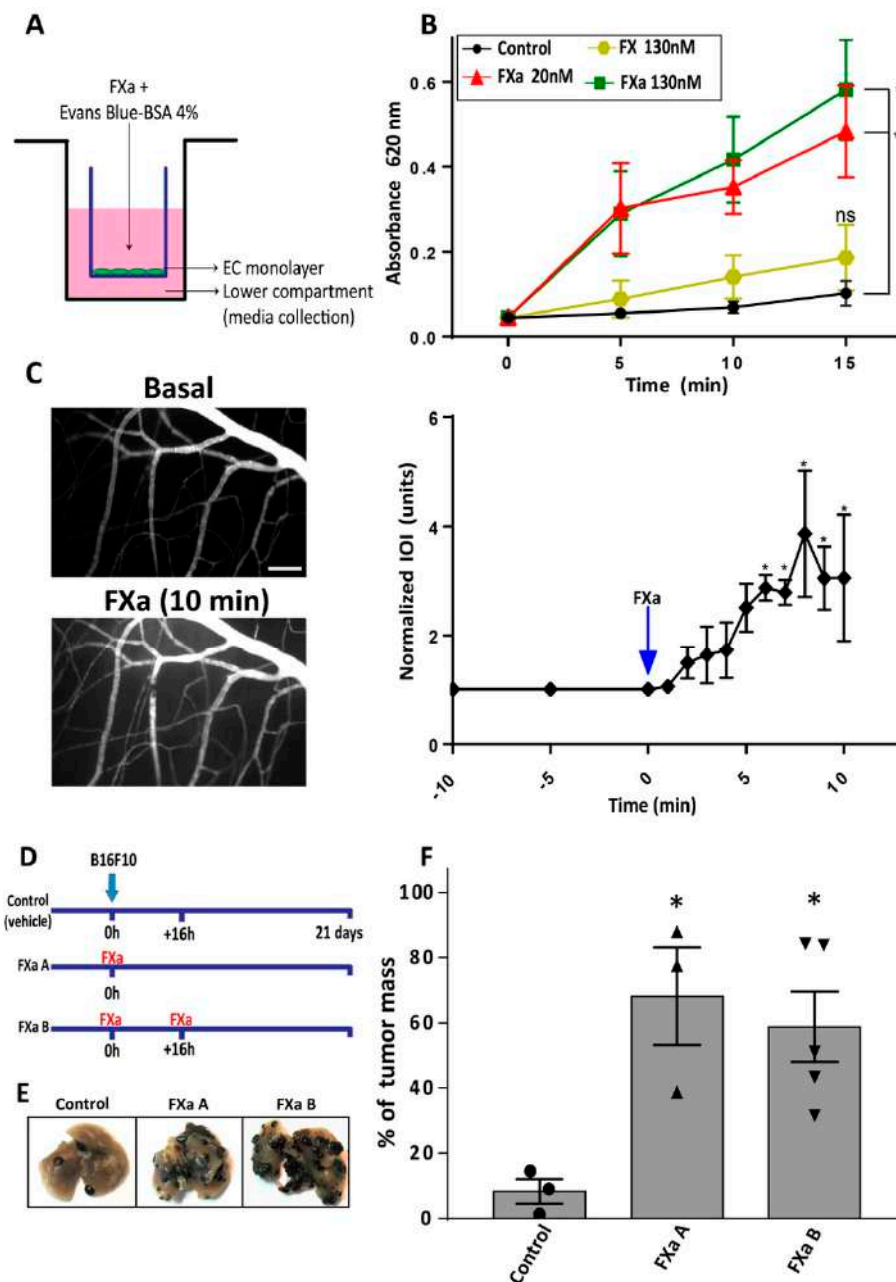 A
FXa +
Evans Blue-BSA 4%
EC monolayer
Lower compartment
(media collection)
B
Control
FX 130nM
FXa 20nM
FXa 130nM
Absorbance 620 nm
0.6
0.4
0.2
0.0
ns
0
5
10
15
Time (min)
C
Basal
FXa (10 min)
Normalized IOI (units)
6
4
2
0
FXa
*
*
*
*
*
-10
-5
0
5
10
Time (min)
D
B16F10
Control
(vehicle)
0h
+16h
21 days
FXa A
FXa
0h
FXa B
FXa
FXa
0h
+16h
E
Control
FXa A
FXa B
F
% of tumor mass
100
80
60
40
20
0
*
*
Control
FXa A
FXa B